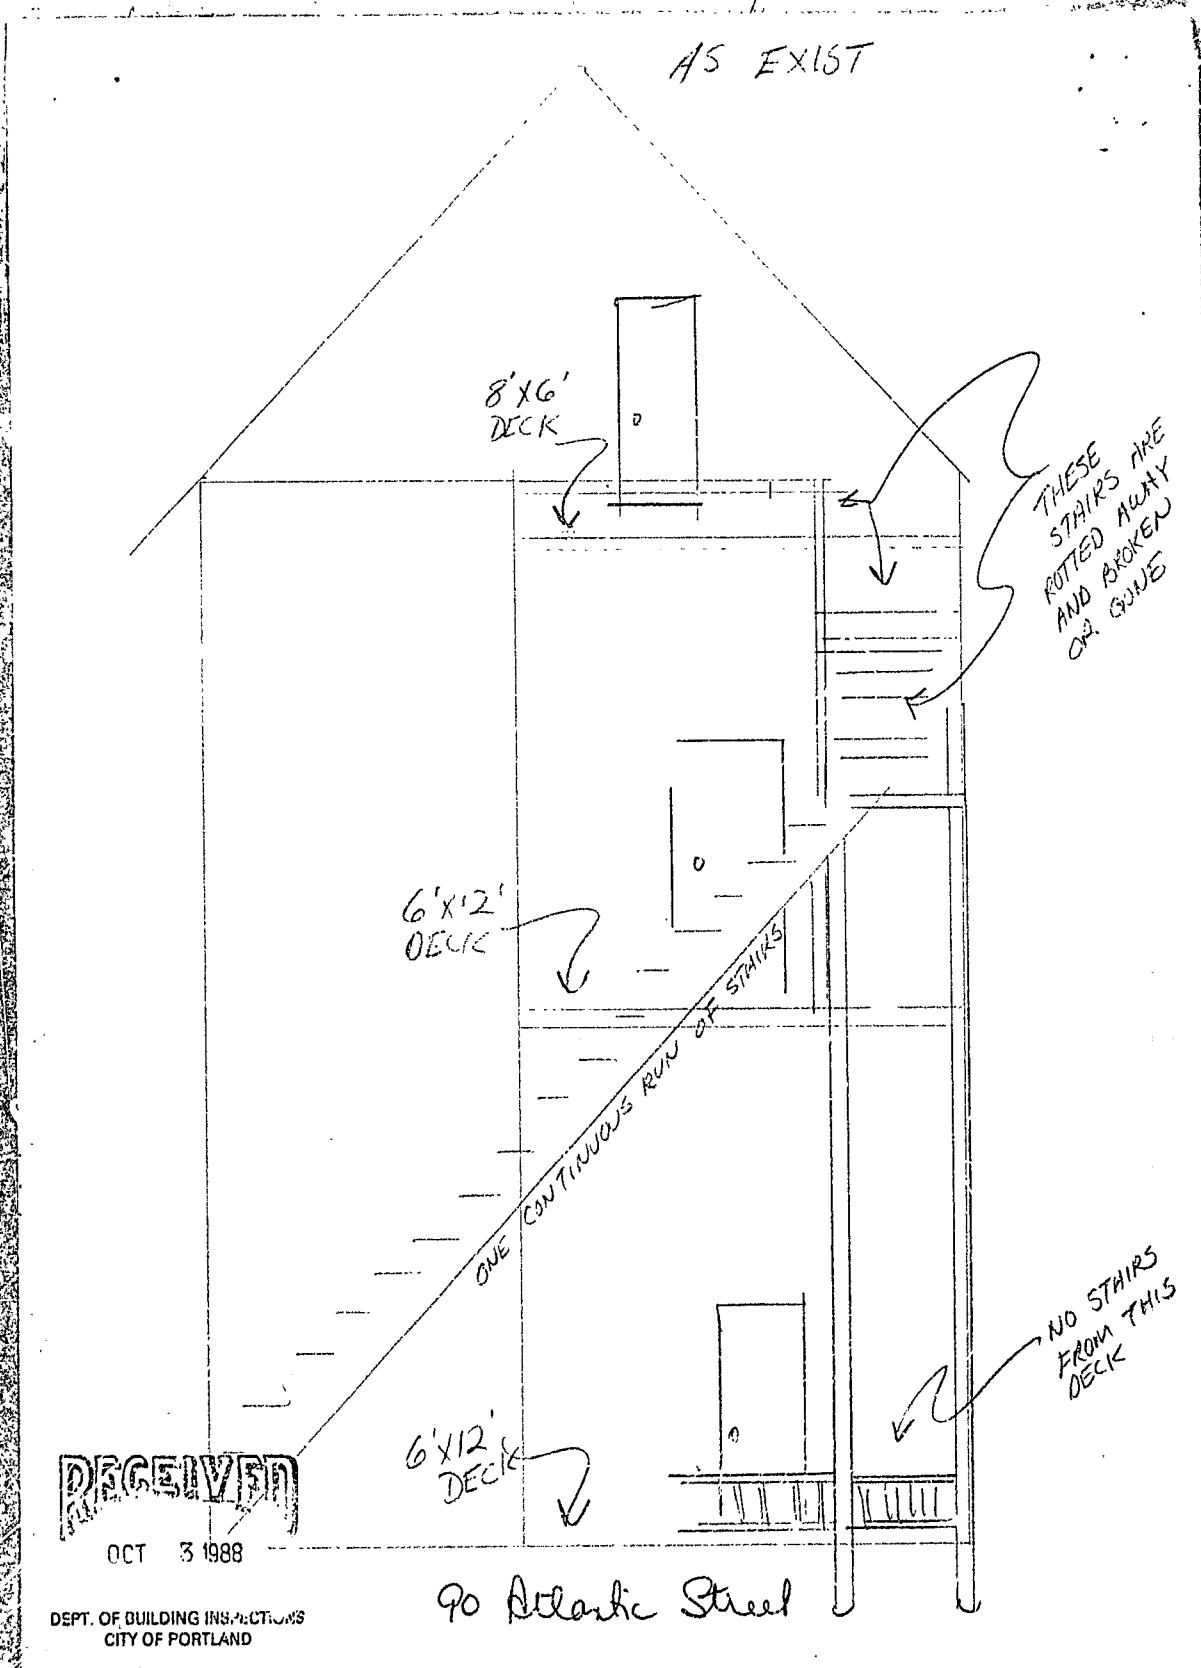 AS EXIST
8'X6'
DECK
THESE
STAIRS ARE
ROTTED AWAY
AND BROKEN
OR GONE
6'X12'
DECK
ONE CONTINUOUS RUN OF STAIRS
NO STAIRS
FROM THIS
DECK
6'X12'
DECK
RECEIVED
OCT 3 1988
DEPT. OF BUILDING INSPECTIONS
CITY OF PORTLAND
90 Atlantic Street